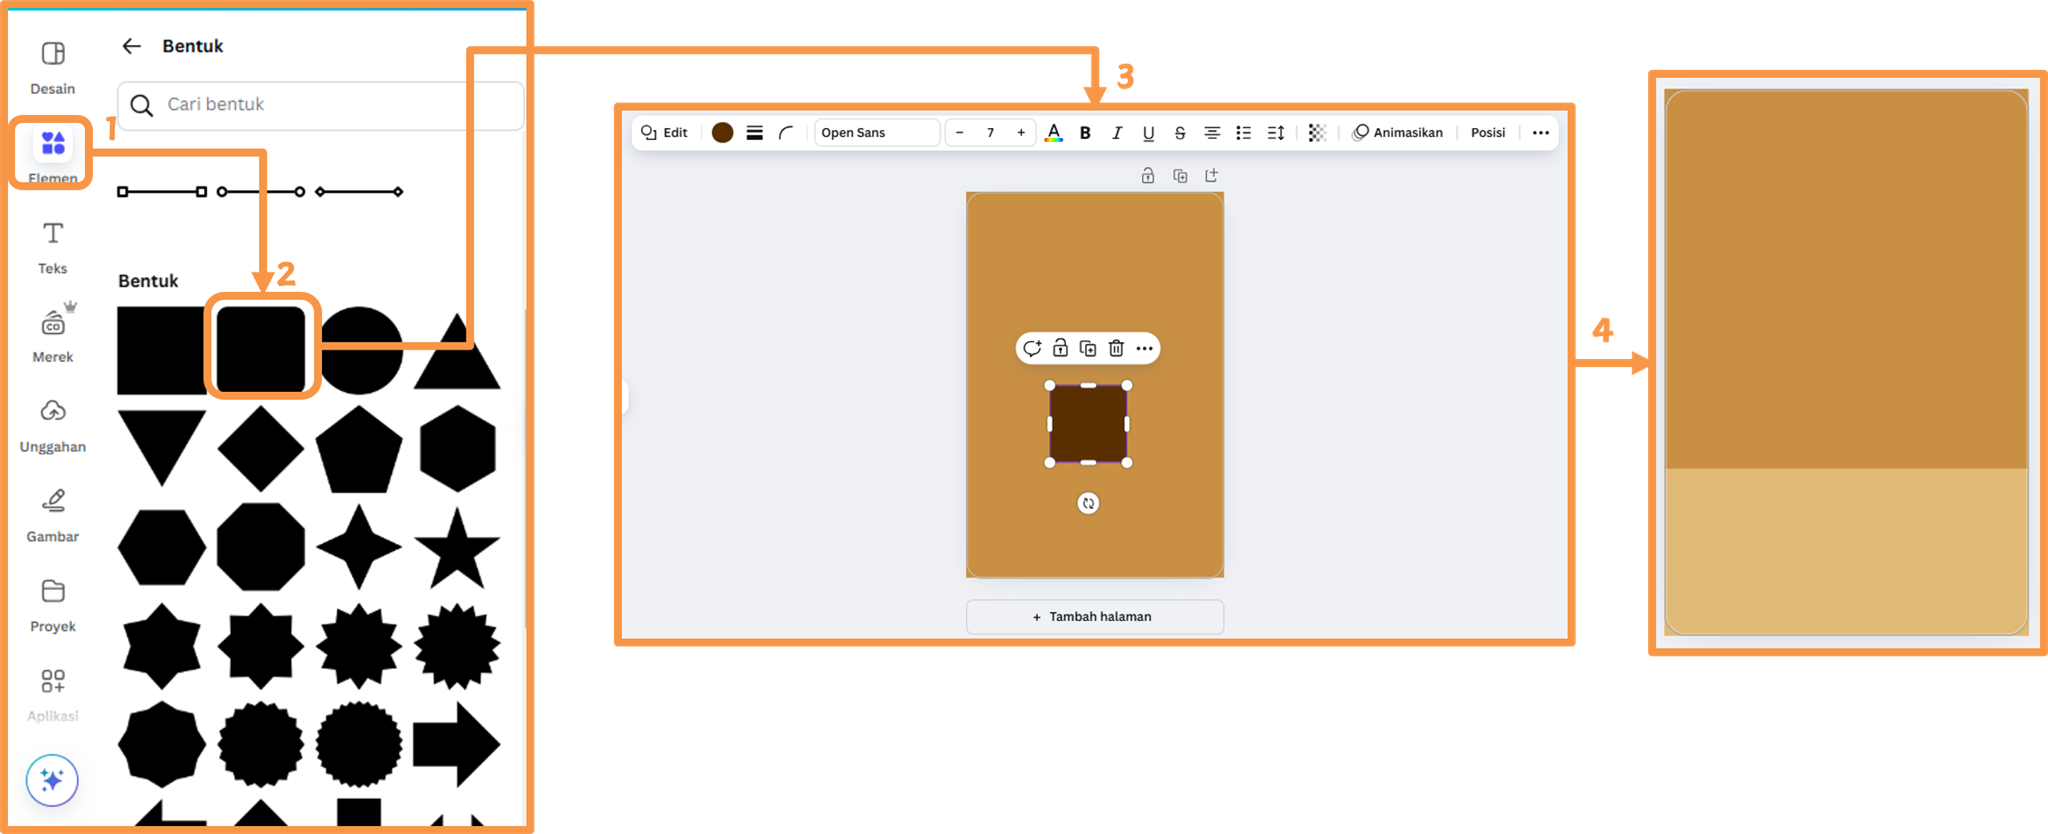 Desain
Elemen
Teks
Merek
CO
Unggahan
Gambar
Proyek
Aplikasi
Bentuk
Cari bentuk
Bentuk
1
2
3
Edit
Open Sans
− 7 +
A B I U S
Animasikan
Posisi
+ Tambah halaman
4